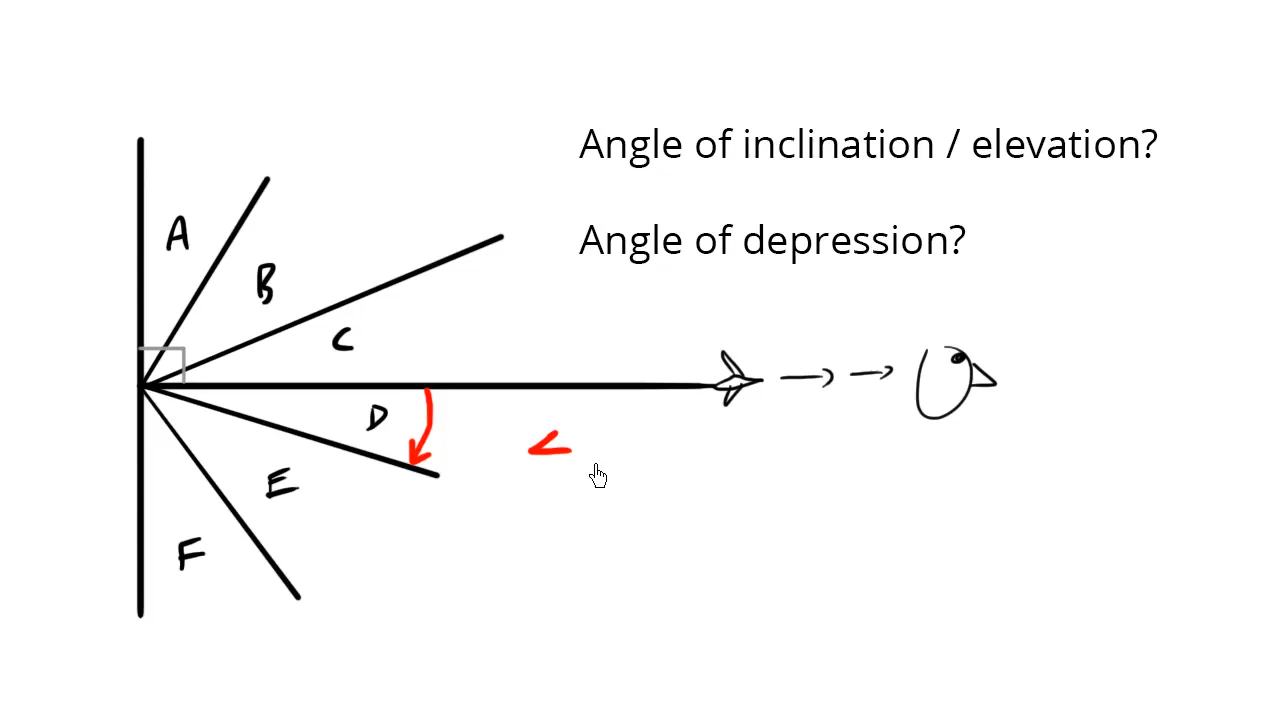 Angle of inclination / elevation?
A
Angle of depression?
B
C
D
<
E
F